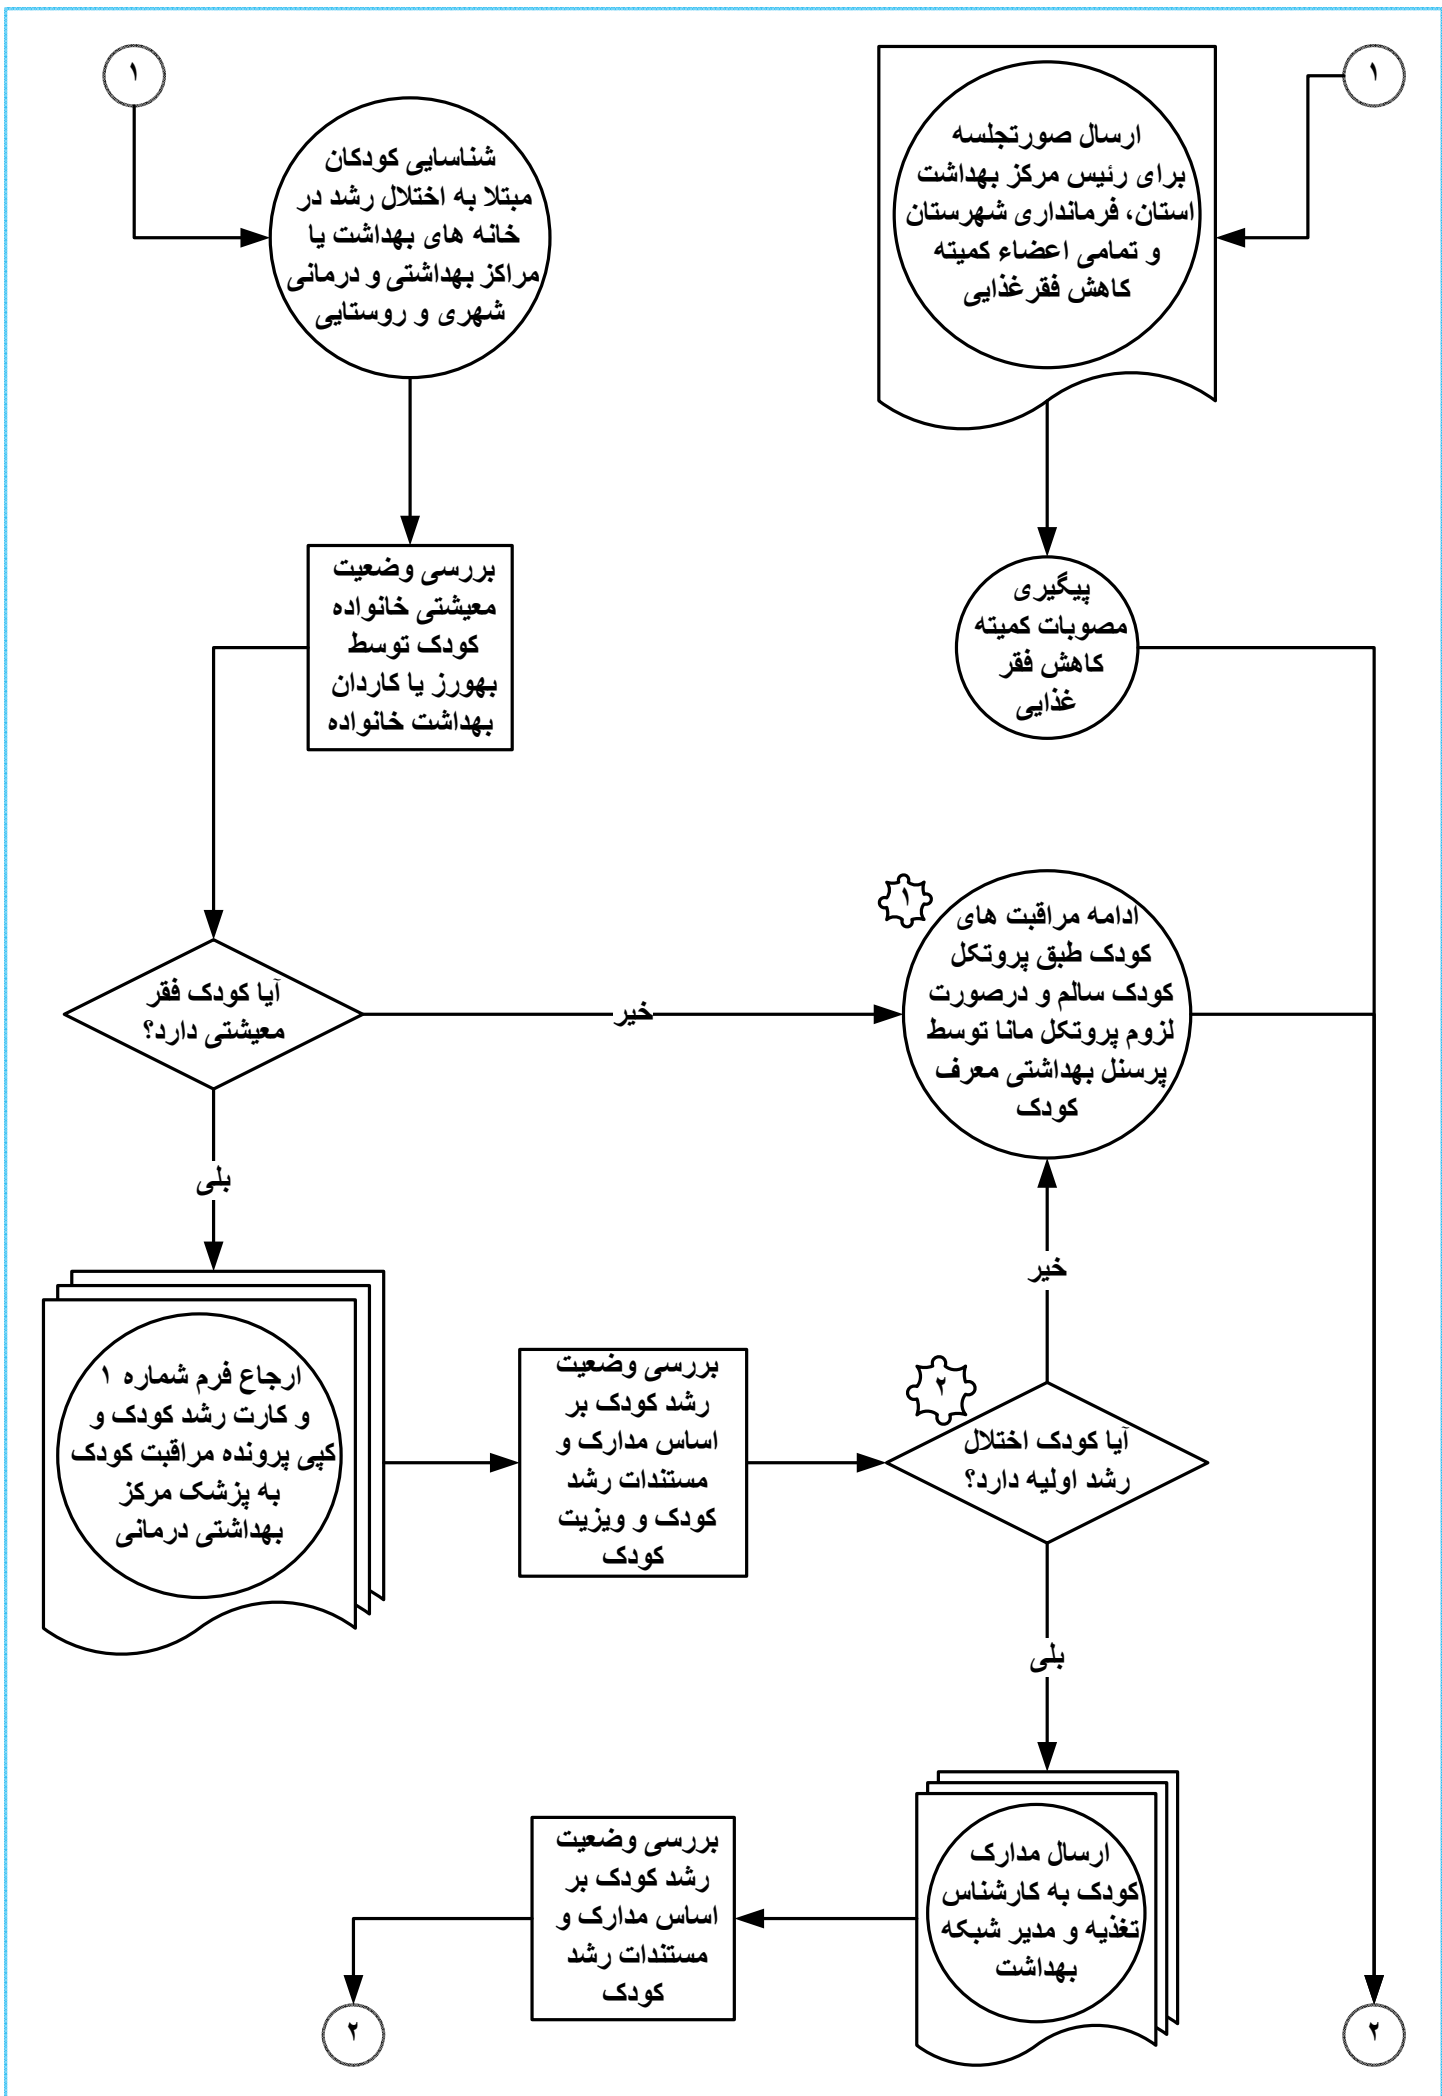 ۱
ارسال صورتجلسه
برای رئیس مرکز بهداشت
استان، فرمانداری شهرستان
و تمامی اعضاء کمیته
کاهش فقرغذایی
پیگیری
مصوبات کمیته
کاهش فقر
غذایی
۱
شناسایی کودکان
مبتلا به اختلال رشد در
خانه های بهداشت یا
مراکز بهداشتی و درمانی
شهری و روستایی
بررسی وضعیت
معیشتی خانواده
کودک توسط
بهورز یا کاردان
بهداشت خانواده
آیا کودک فقر
معیشتی دارد؟
خیر
۱
ادامه مراقبت های
کودک طبق پروتکل
کودک سالم و درصورت
لزوم پروتکل مانا توسط
پرسنل بهداشتی معرف
کودک
بلی
ارجاع فرم شماره ۱
و کارت رشد کودک و
کپی پرونده مراقبت کودک
به پزشک مرکز
بهداشتی درمانی
بررسی وضعیت
رشد کودک بر
اساس مدارک و
مستندات رشد
کودک و ویزیت
کودک
۲
آیا کودک اختلال
رشد اولیه دارد؟
خیر
بلی
ارسال مدارک
کودک به کارشناس
تغذیه و مدیر شبکه
بهداشت
بررسی وضعیت
رشد کودک بر
اساس مدارک و
مستندات رشد
کودک
۲
۲